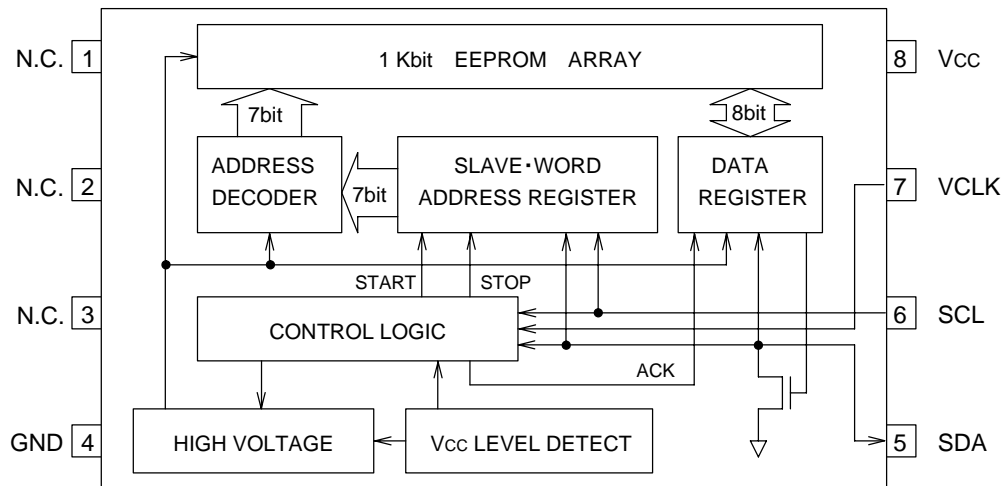 N.C. 1
1 Kbit EEPROM ARRAY
8 Vcc
7bit
8bit
N.C. 2
ADDRESS
DECODER
7bit
SLAVE・WORD
ADDRESS REGISTER
DATA
REGISTER
7 VCLK
START
STOP
N.C. 3
CONTROL LOGIC
6 SCL
ACK
GND 4
HIGH VOLTAGE
Vcc LEVEL DETECT
5 SDA